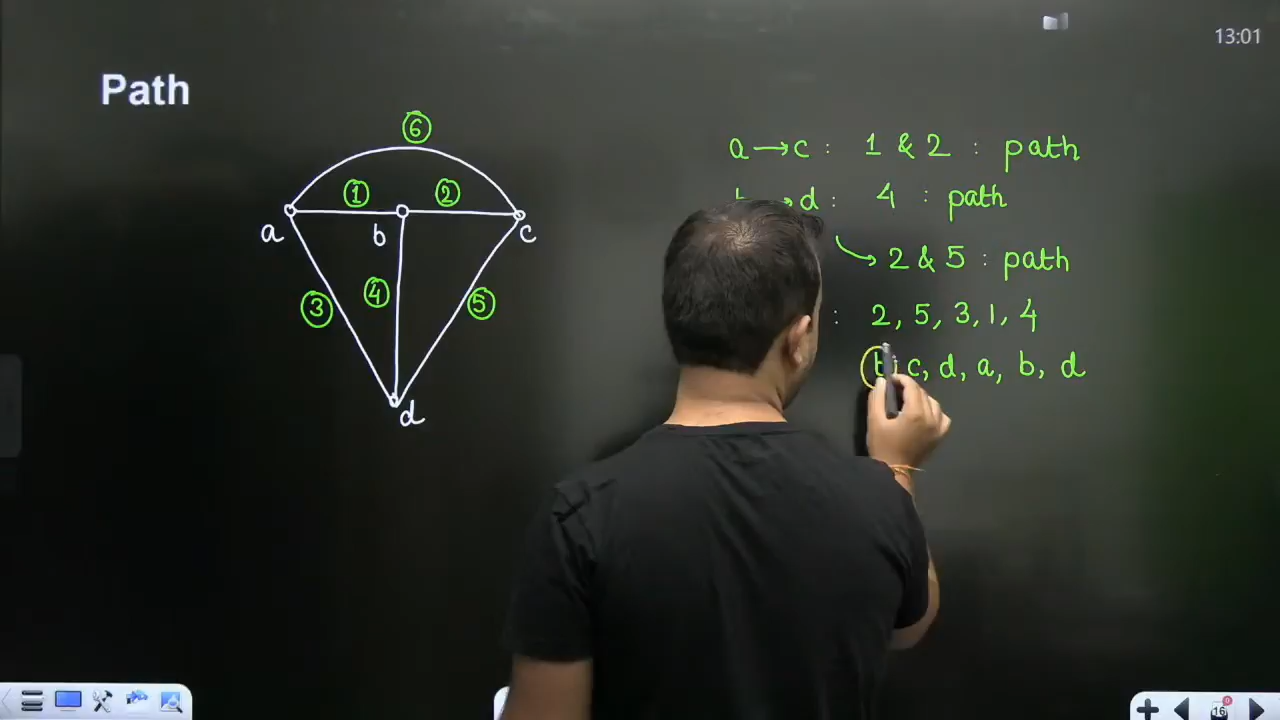 13:01
Path
6
1
2
a
b
c
3
4
5
d
a → c : 1 & 2 : path
→ d : 4 : path
→ 2 & 5 : path
: 2, 5, 3, 1, 4
b c, d, a, b, d
16